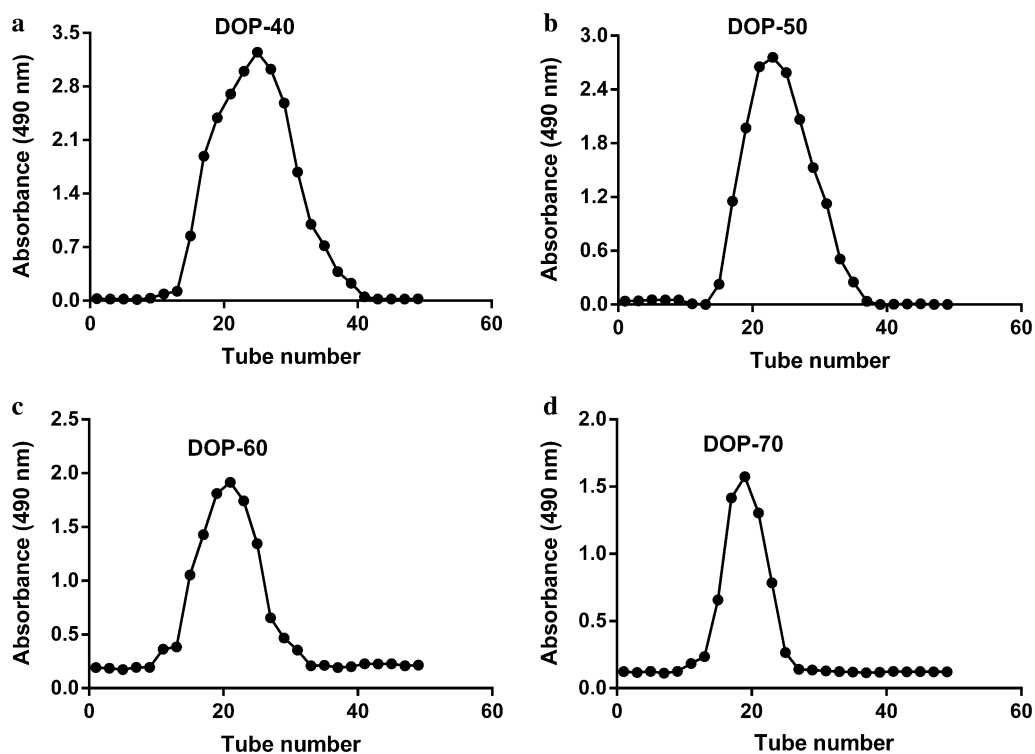 a
DOP-40
3.5
2.8
2.1
1.4
0.7
0.0
Absorbance (490 nm)
0 20 40 60
Tube number
b
DOP-50
3.0
2.4
1.8
1.2
0.6
0.0
Absorbance (490 nm)
0 20 40 60
Tube number
c
DOP-60
2.5
2.0
1.5
1.0
0.5
0.0
Absorbance (490 nm)
0 20 40 60
Tube number
d
DOP-70
2.0
1.5
1.0
0.5
0.0
Absorbance (490 nm)
0 20 40 60
Tube number